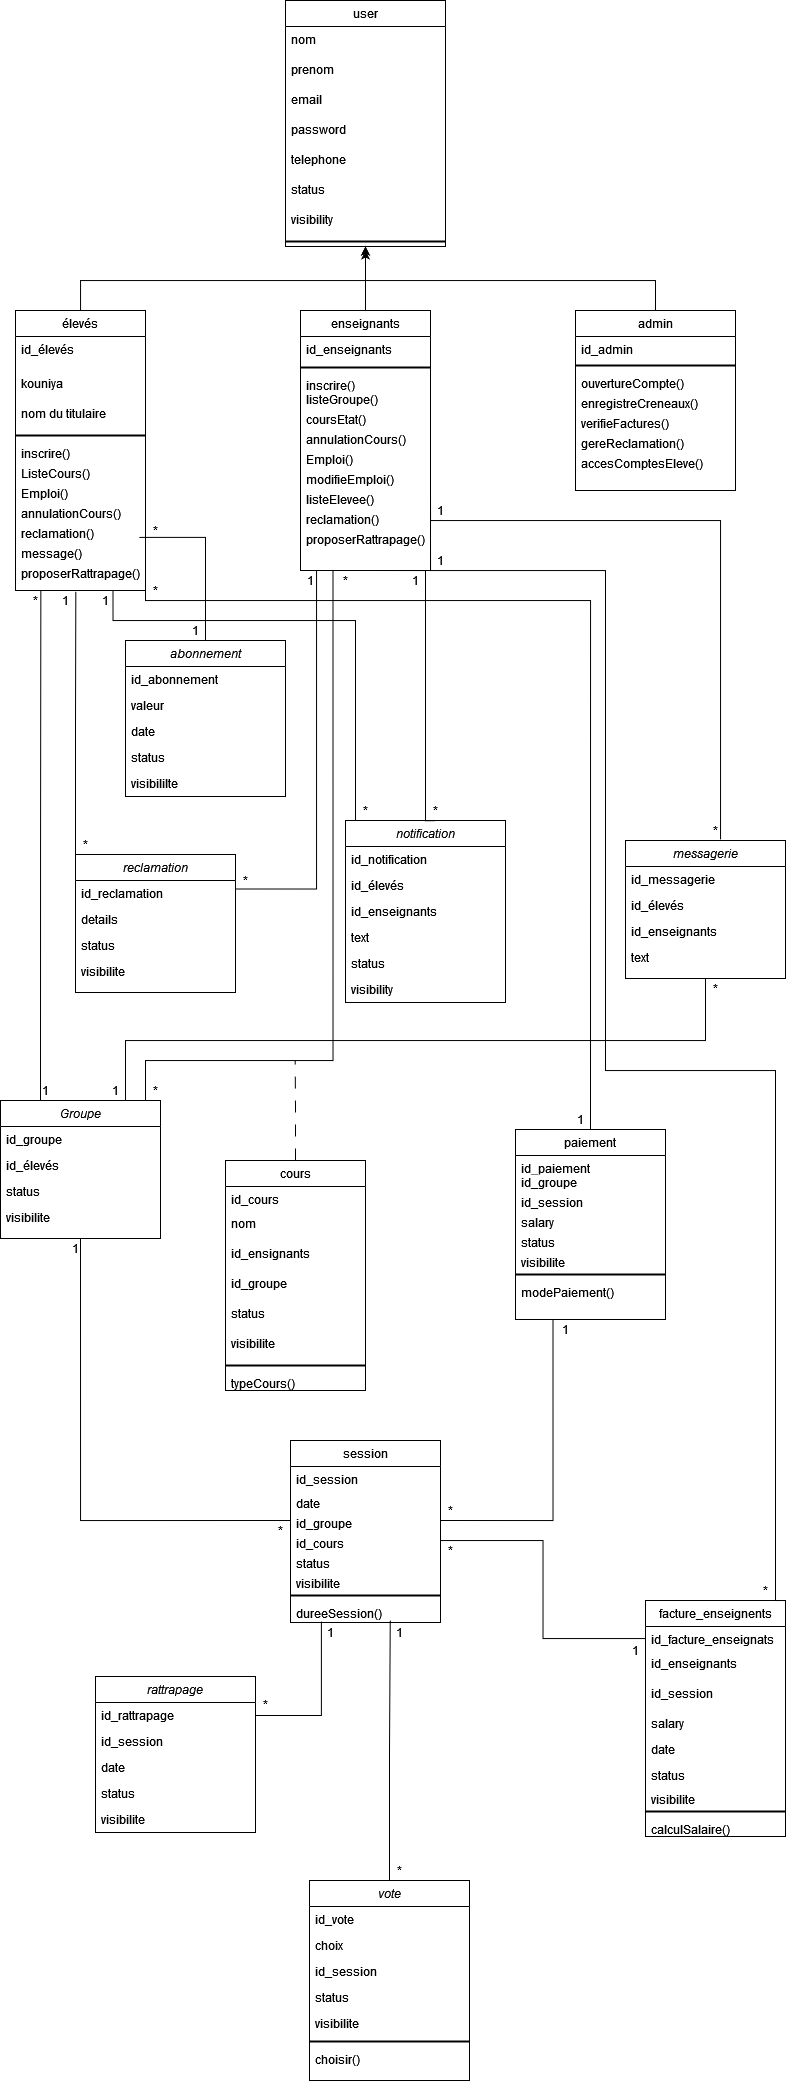 user
nom
prenom
email
password
telephone
status
visibility
élevés
id_élevés
kouniya
nom du titulaire
inscrire()
ListeCours()
Emploi()
annulationCours()
reclamation()
message()
proposerRattrapage()
enseignants
id_enseignants
inscrire()
listeGroupe()
coursEtat()
annulationCours()
Emploi()
modifieEmploi()
listeElevee()
reclamation()
proposerRattrapage()
admin
id_admin
ouvertureCompte()
enregistreCreneaux()
verifieFactures()
gereReclamation()
accesComptesEleve()
*
1
1
*
1
1
*
1
*
1
1
abonnement
id_abonnement
valeur
date
status
visibililte
1
*
*
*
*
*
reclamation
id_reclamation
details
status
visibilite
notification
id_notification
id_élevés
id_enseignants
text
status
visibility
messagerie
id_messagerie
id_élevés
id_enseignants
text
*
1
1
*
Groupe
id_groupe
id_élevés
status
visibilite
1
cours
id_cours
nom
id_ensignants
id_groupe
status
visibilite
typeCours()
1
paiement
id_paiement
id_groupe
id_session
salary
status
visibilite
modePaiement()
1
*
*
*
session
id_session
date
id_groupe
id_cours
status
visibilite
dureeSession()
1
1
*
1
facture_enseignents
id_facture_enseignats
id_enseignants
id_session
salary
date
status
visibilite
calculSalaire()
*
rattrapage
id_rattrapage
id_session
date
status
visibilite
*
vote
id_vote
choix
id_session
status
visibilite
choisir()